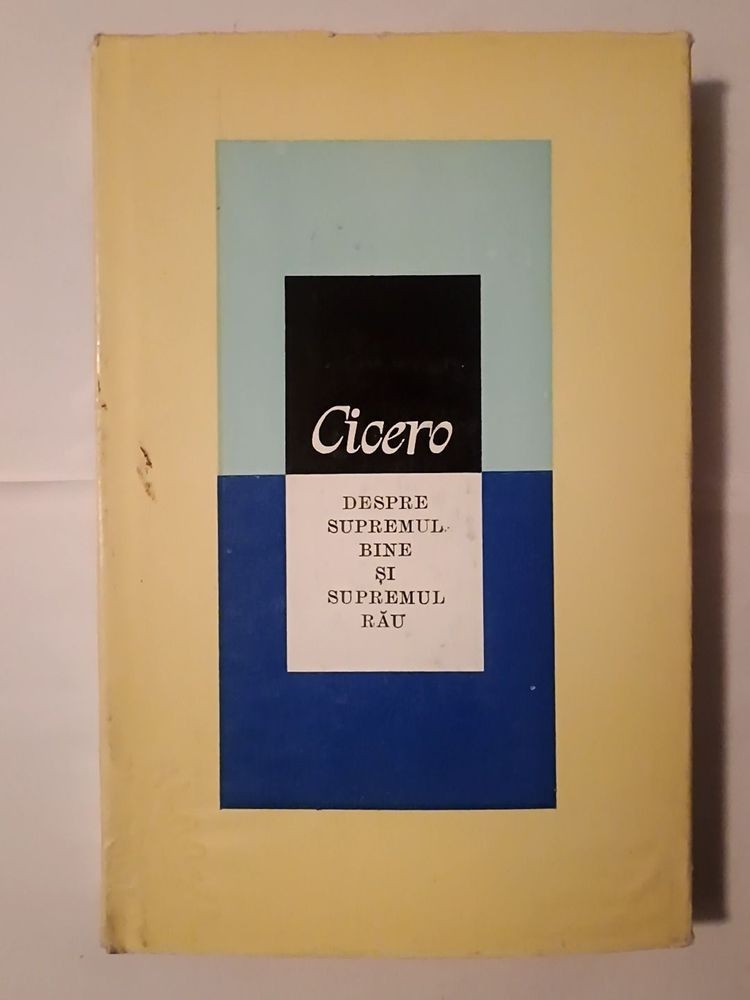 Cicero
DESPRE
SUPREMUL
BINE
ȘI
SUPREMUL
RĂU